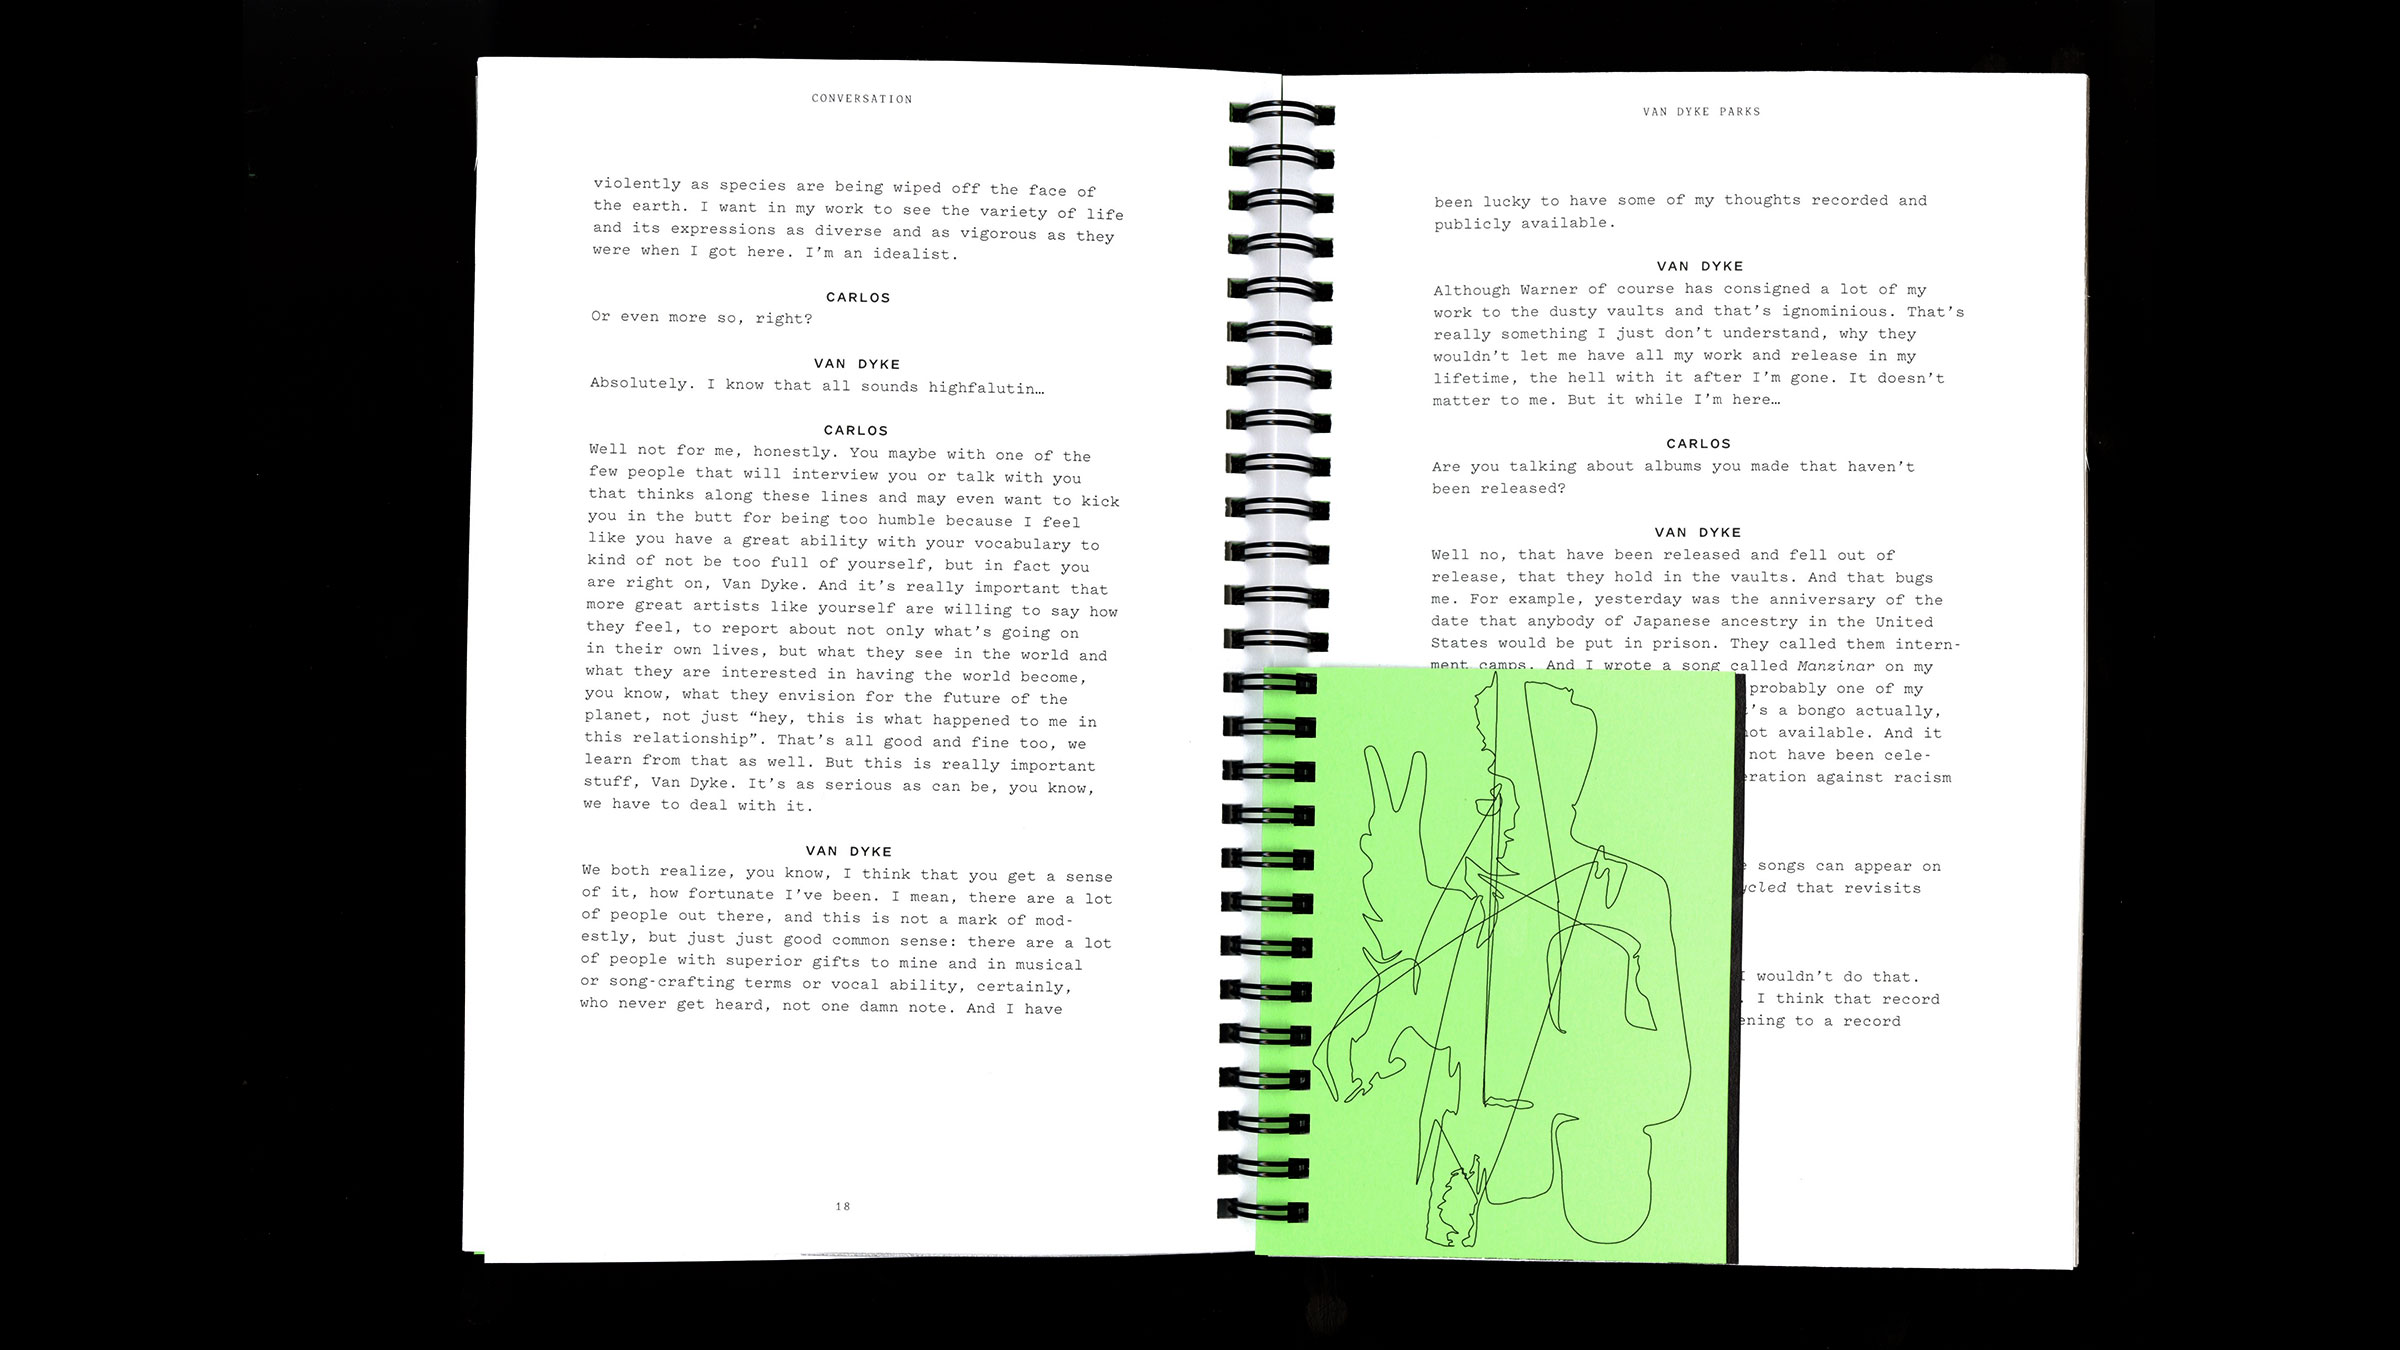 CONVERSATION
violently as species are being wiped off the face of
the earth. I want in my work to see the variety of life
and its expressions as diverse and as vigorous as they
were when I got here. I'm an idealist.
CARLOS
Or even more so, right?
VAN DYKE
Absolutely. I know that all sounds highfalutin…
CARLOS
Well not for me, honestly. You maybe with one of the
few people that will interview you or talk with you
that thinks along these lines and may even want to kick
you in the butt for being too humble because I feel
like you have a great ability with your vocabulary to
kind of not be too full of yourself, but in fact you
are right on, Van Dyke. And it's really important that
more great artists like yourself are willing to say how
they feel, to report about not only what's going on
in their own lives, but what they see in the world and
what they are interested in having the world become,
you know, what they envision for the future of the
planet, not just “hey, this is what happened to me in
this relationship”. That's all good and fine too, we
learn from that as well. But this is really important
stuff, Van Dyke. It's as serious as can be, you know,
we have to deal with it.
VAN DYKE
We both realize, you know, I think that you get a sense
of it, how fortunate I've been. I mean, there are a lot
of people out there, and this is not a mark of mod-
estly, but just just good common sense: there are a lot
of people with superior gifts to mine and in musical
or song-crafting terms or vocal ability, certainly,
who never get heard, not one damn note. And I have
18
VAN DYKE PARKS
been lucky to have some of my thoughts recorded and
publicly available.
VAN DYKE
Although Warner of course has consigned a lot of my
work to the dusty vaults and that's ignominious. That's
really something I just don't understand, why they
wouldn't let me have all my work and release in my
lifetime, the hell with it after I'm gone. It doesn't
matter to me. But it while I'm here…
CARLOS
Are you talking about albums you made that haven't
been released?
VAN DYKE
Well no, that have been released and fell out of
release, that they hold in the vaults. And that bugs
me. For example, yesterday was the anniversary of the
date that anybody of Japanese ancestry in the United
States would be put in prison. They called them intern-
ment camps. And I wrote a song called Manzinar on my
probably one of my
's a bongo actually,
not available. And it
not have been cele-
eration against racism
songs can appear on
ycled that revisits
I wouldn't do that.
. I think that record
ening to a record